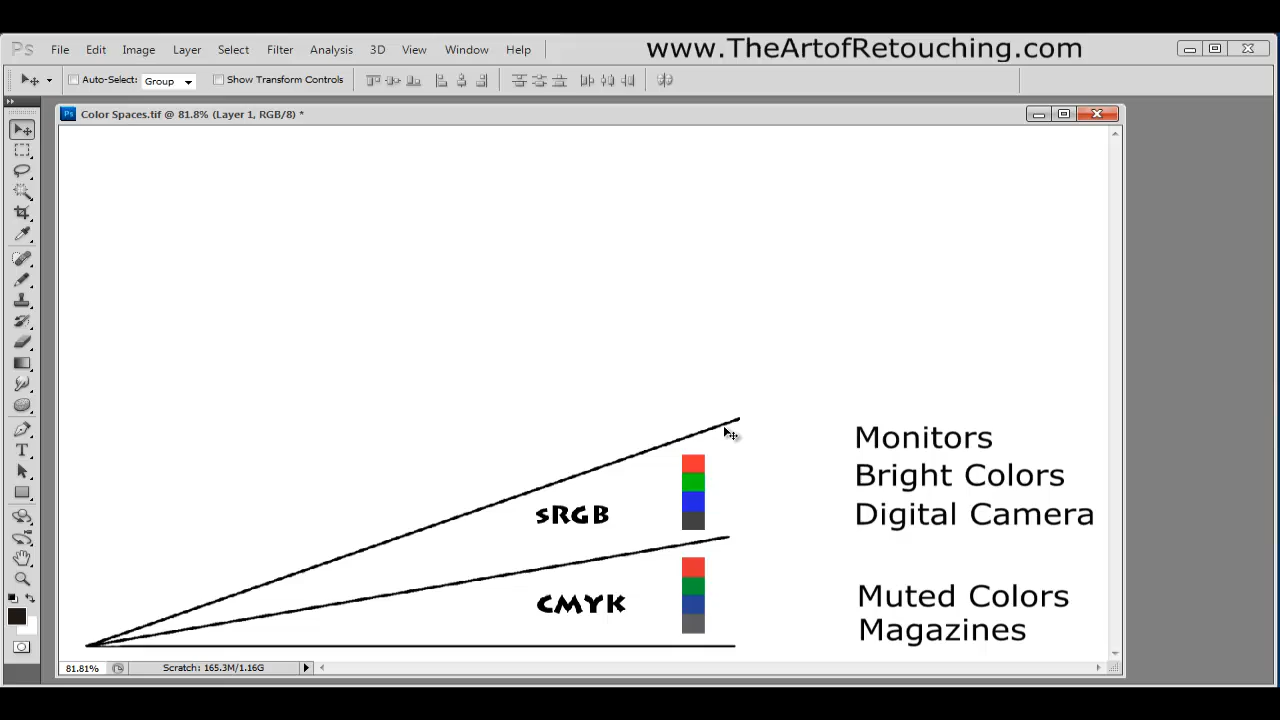 www.TheArtofRetouching.com
Ps File Edit Image Layer Select Filter Analysis 3D View Window Help
Auto-Select: Group Show Transform Controls
Ps Color Spaces.tif @ 81.8% (Layer 1, RGB/8) *
Monitors
Bright Colors
sRGB
Digital Camera
CMYK
Muted Colors
Magazines
81.81% Scratch: 165.3M/1.16G